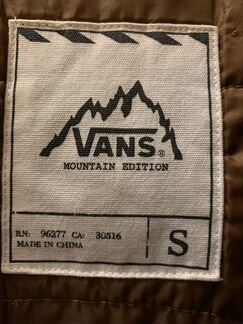 VANS®
MOUNTAIN EDITION
RN: 96277 CA: 30516
MADE IN CHINA
S